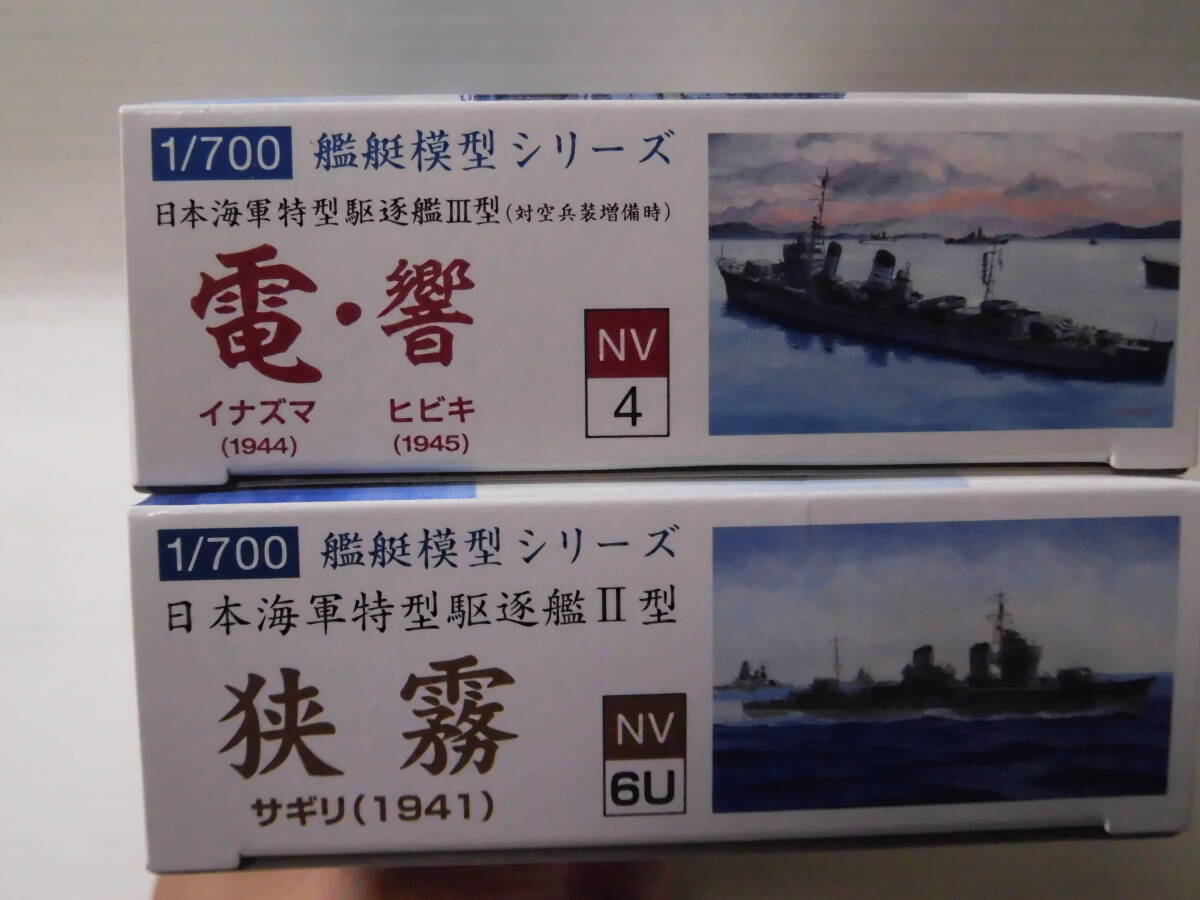 1/700 艦艇模型シリーズ
日本海軍特型駆逐艦III型(対空兵装増備時)
電・響
イナズマ ヒビキ
(1944) (1945)
NV
4
1/700 艦艇模型シリーズ
日本海軍特型駆逐艦II型
狭霧
サギリ(1941)
NV
6U